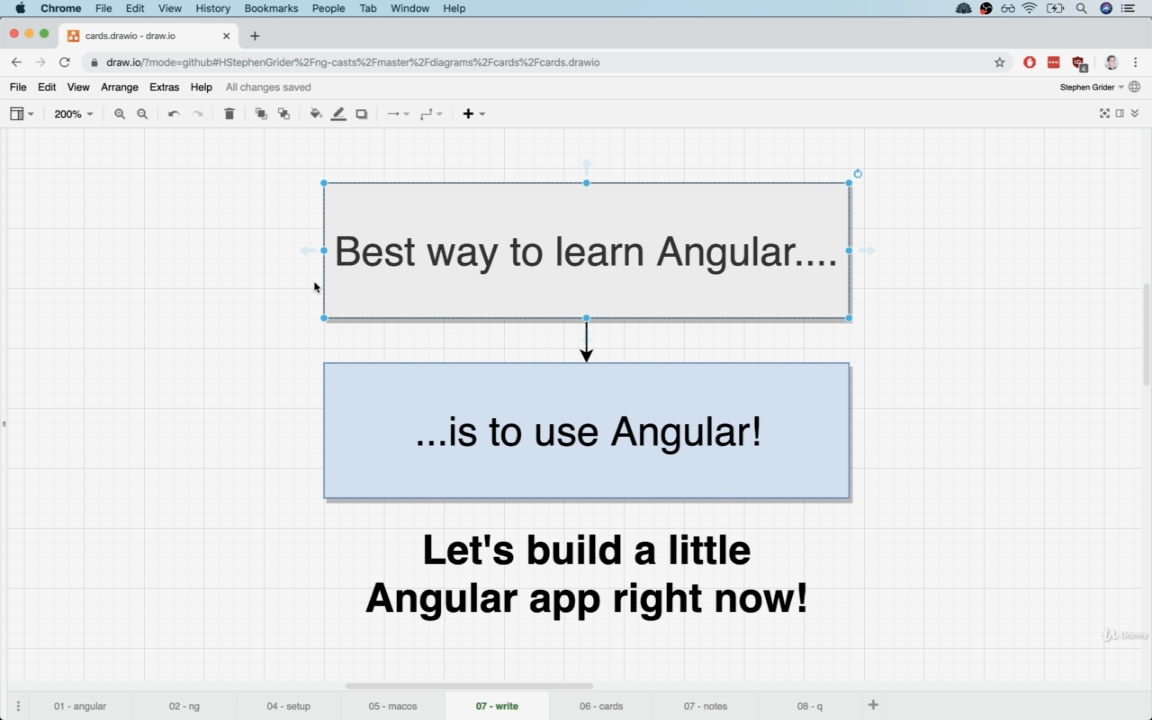 Chrome File Edit View History Bookmarks People Tab Window Help
cards.drawio - draw.io
draw.io/?mode=github#HStephenGrider%2Fng-casts%2Fmaster%2Fdiagrams%2Fcards%2Fcards.drawio
4
File Edit View Arrange Extras Help All changes saved
Stephen Grider
200%
Best way to learn Angular....
...is to use Angular!
Let's build a little
Angular app right now!
Udemy
01 - angular 02 - ng 04 - setup 05 - macos 07 - write 06 - cards 07 - notes 08 - q